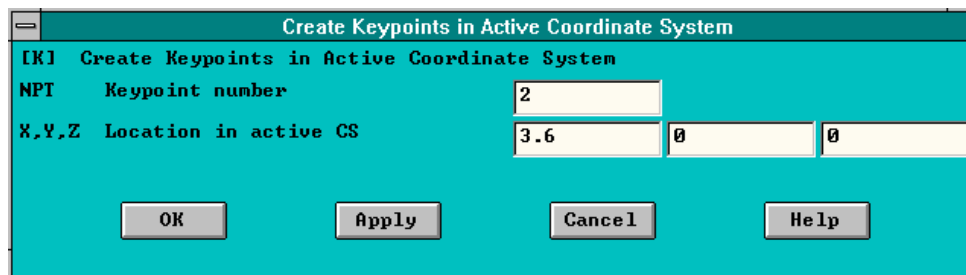 Create Keypoints in Active Coordinate System
[K] Create Keypoints in Active Coordinate System
NPT Keypoint number 2
X,Y,Z Location in active CS 3.6 0 0
OK Apply Cancel Help